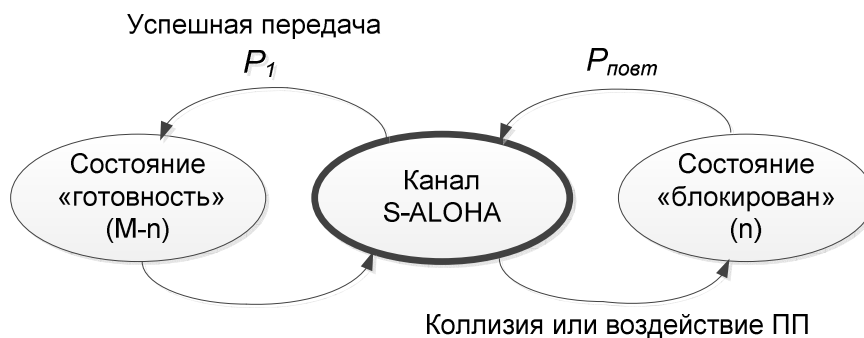 Успешная передача
P1
Pповт
Состояние
«готовность»
(M-n)
Канал
S-ALOHA
Состояние
«блокирован»
(n)
Коллизия или воздействие ПП